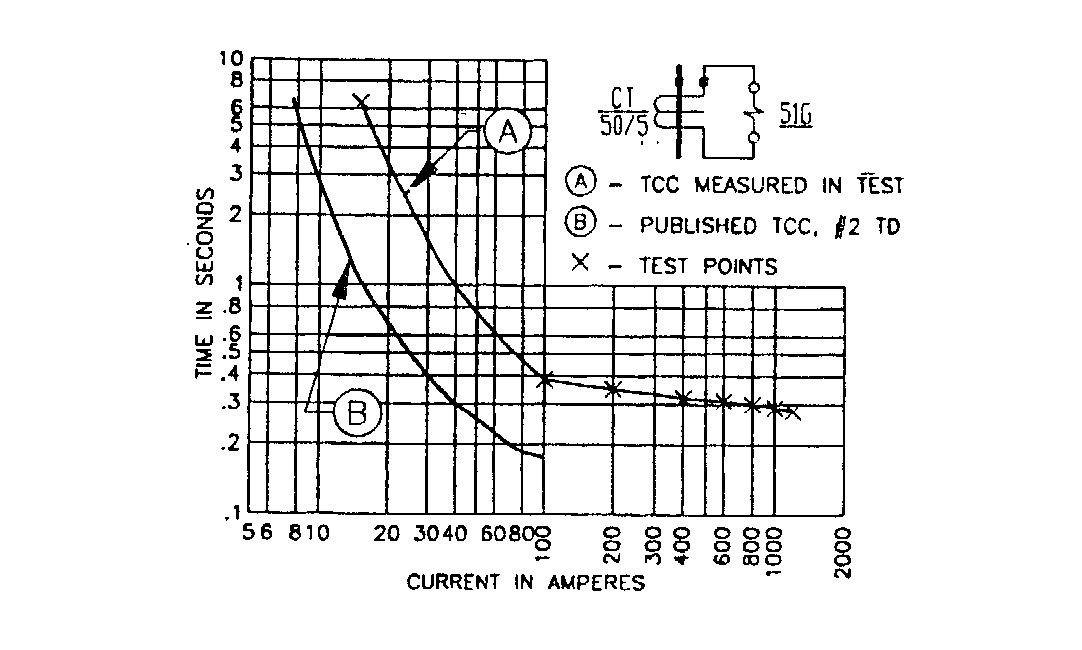 10
8
6
5
4
3
2
1
.8
.6
.5
.4
.3
.2
.1
TIME IN SECONDS
5 6 8 10 20 30 40 60 80 100 200 300 400 600 800 1000 2000
CURRENT IN AMPERES
A
B
CT
50/5
51G
A - TCC MEASURED IN TEST
B - PUBLISHED TCC, #2 TD
× - TEST POINTS